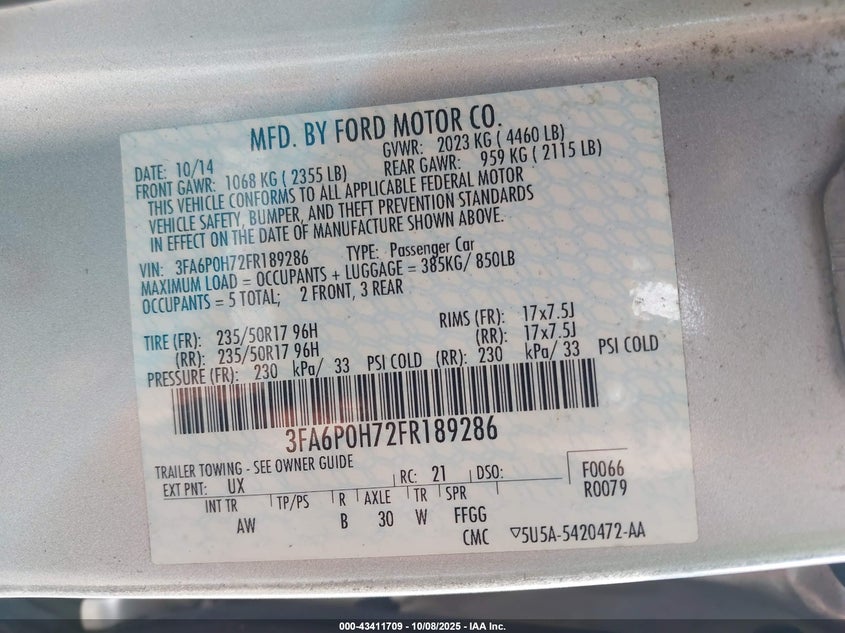 MFD. BY FORD MOTOR CO.
DATE: 10/14 GVWR: 2023 KG ( 4460 LB)
FRONT GAWR: 1068 KG ( 2355 LB) REAR GAWR: 959 KG ( 2115 LB)
THIS VEHICLE CONFORMS TO ALL APPLICABLE FEDERAL MOTOR
VEHICLE SAFETY, BUMPER, AND THEFT PREVENTION STANDARDS
IN EFFECT ON THE DATE OF MANUFACTURE SHOWN ABOVE.
VIN: 3FA6P0H72FR189286 TYPE: Passenger Car
MAXIMUM LOAD = OCCUPANTS + LUGGAGE = 385KG/ 850LB
OCCUPANTS = 5 TOTAL; 2 FRONT, 3 REAR
TIRE (FR): 235/50R17 96H RIMS (FR): 17x7.5J
(RR): 235/50R17 96H (RR): 17x7.5J
PRESSURE (FR): 230 kPa/ 33 PSI COLD (RR): 230 kPa/ 33 PSI COLD
3FA6P0H72FR189286
TRAILER TOWING - SEE OWNER GUIDE
EXT PNT: UX RC: 21 DSO: F0066
R0079
INT TR TP/PS R AXLE TR SPR
AW B 30 W FFGG
CMC ▽5U5A-5420472-AA
000-43411709 - 10/08/2025 - IAA Inc.